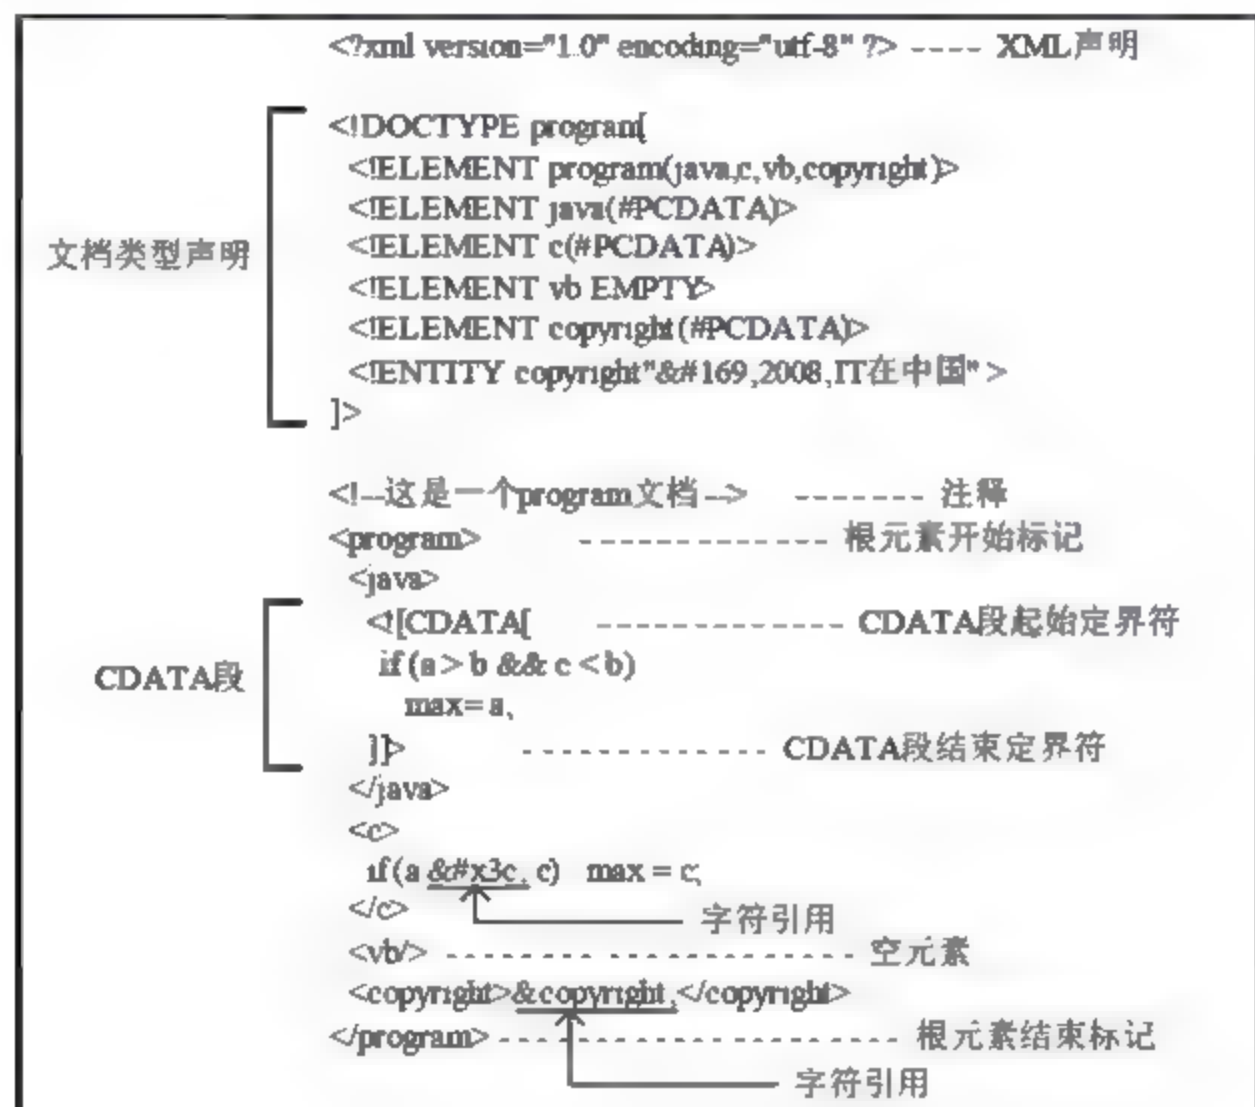 <?xml version="1.0" encoding="utf-8" ?> ---- XML声明
<!DOCTYPE program[
<!ELEMENT program(java,c,vb,copyright)>
<!ELEMENT java(#PCDATA)>
文档类型声明
<!ELEMENT c(#PCDATA)>
<!ELEMENT vb EMPTY>
<!ELEMENT copyright(#PCDATA)>
<!ENTITY copyright"&#169,2008,IT在中国" >
]>
<!--这是一个program文档--> ------- 注释
<program> ------------- 根元素开始标记
<java>
<![CDATA[ ------------- CDATA段起始定界符
if (a > b && c < b)
CDATA段
max= a;
]]> -------------- CDATA段结束定界符
</java>
<c>
if (a &#x3c; c) max = c;
</c>
字符引用
<vb/> ---------------------- 空元素
<copyright>&copyright;</copyright>
</program> --------------------- 根元素结束标记
字符引用